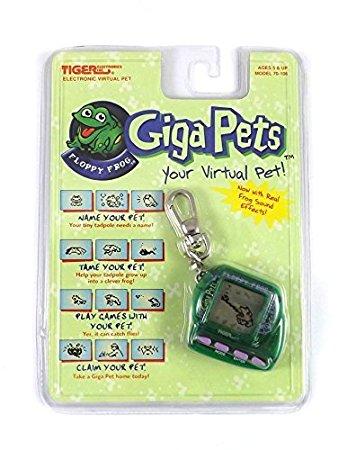 TIGER ELECTRONICS
ELECTRONIC VIRTUAL PET
AGES 5 & UP
MODEL 70-106
FLOPPY FROG
Giga Pets™
Your Virtual Pet!
Now with Real
Frog Sound
Effects!
NAME YOUR PET!
Your tiny tadpole needs a name!
TAME YOUR PET!
Help your tadpole grow up
into a clever frog!
PLAY GAMES WITH
YOUR PET!
Yes, it can catch flies!
CLAIM YOUR PET!
Take a Giga Pet home today!